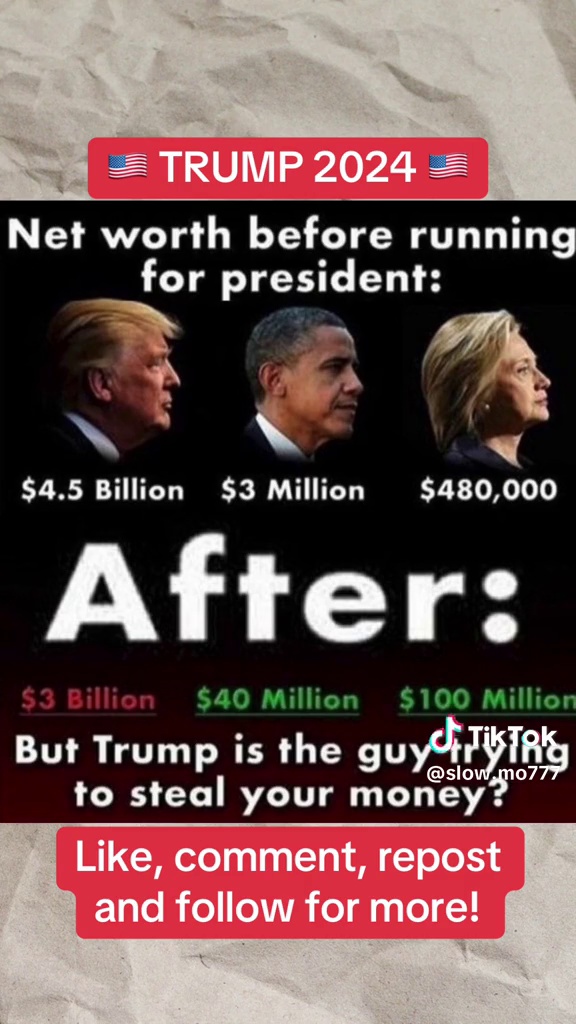 🇺🇸 TRUMP 2024 🇺🇸
Net worth before running
for president:
$4.5 Billion $3 Million $480,000
After:
$3 Billion $40 Million $100 Million
But Trump is the guy trying
to steal your money?
TikTok
@slow.mo777
Like, comment, repost
and follow for more!